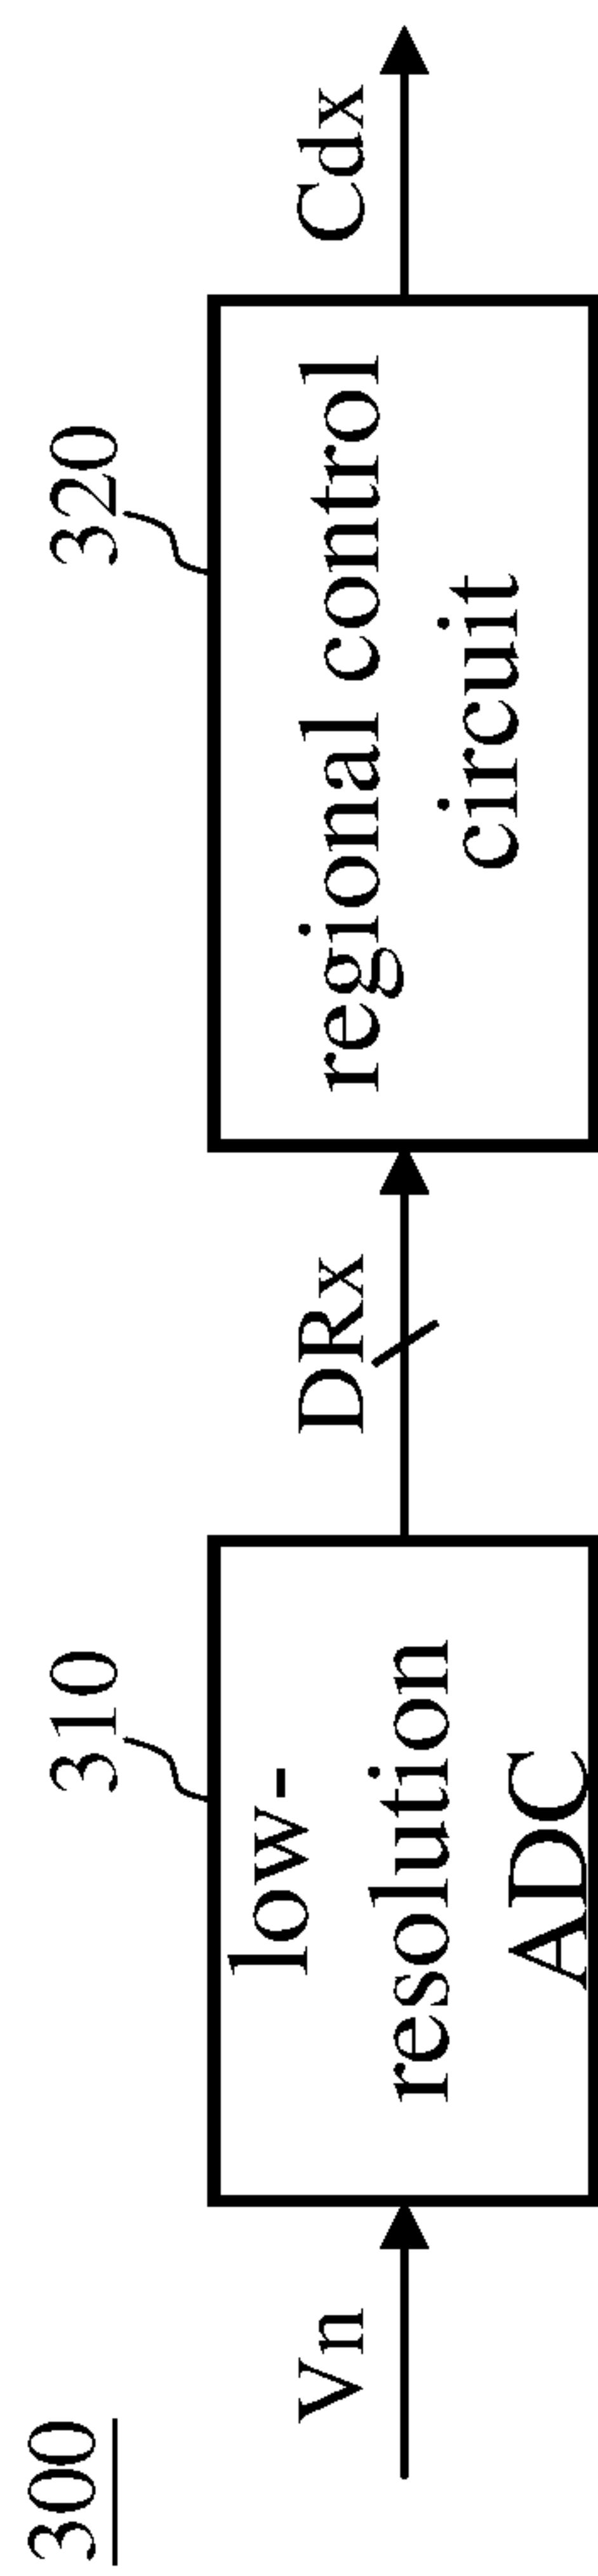 300
310
320
Vn
low-
resolution
ADC
DRx
regional control
circuit
Cdx